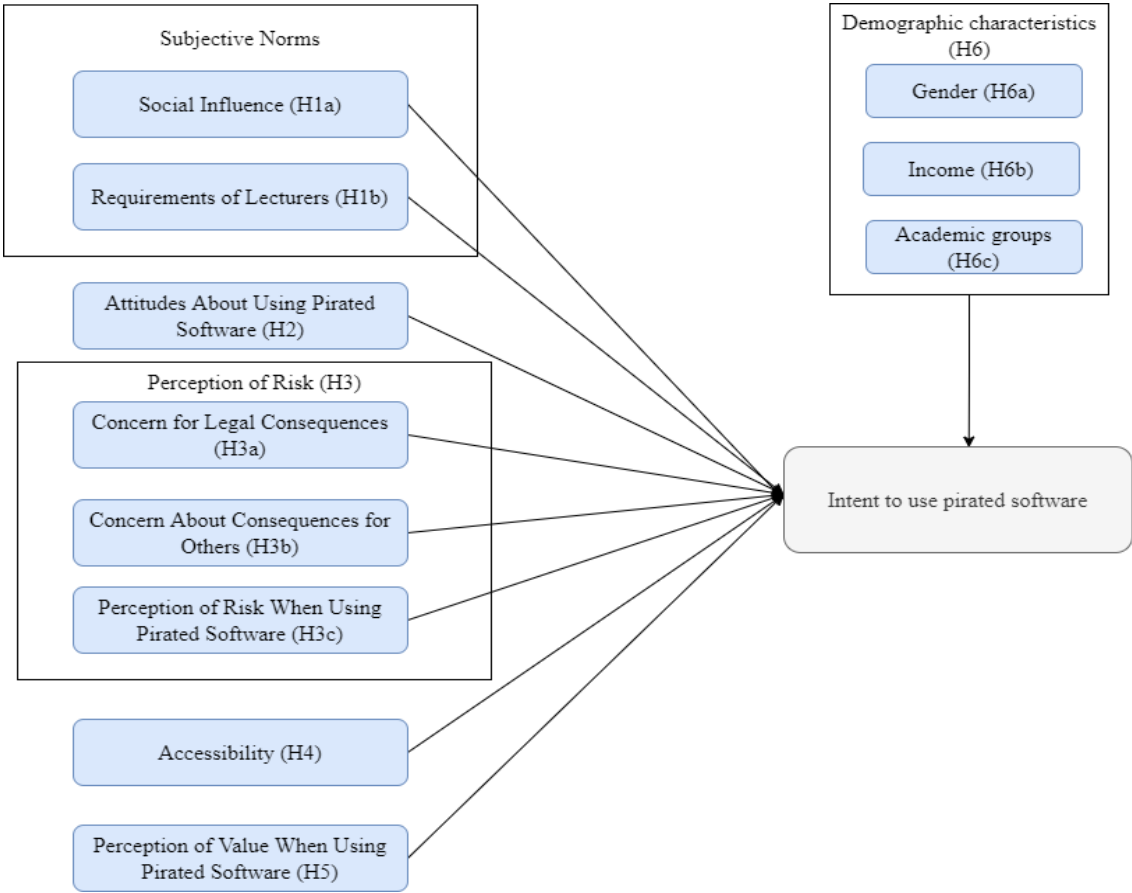 Subjective Norms
Social Influence (H1a)
Requirements of Lecturers (H1b)
Attitudes About Using Pirated
Software (H2)
Perception of Risk (H3)
Concern for Legal Consequences
(H3a)
Concern About Consequences for
Others (H3b)
Perception of Risk When Using
Pirated Software (H3c)
Accessibility (H4)
Perception of Value When Using
Pirated Software (H5)
Demographic characteristics
(H6)
Gender (H6a)
Income (H6b)
Academic groups
(H6c)
Intent to use pirated software